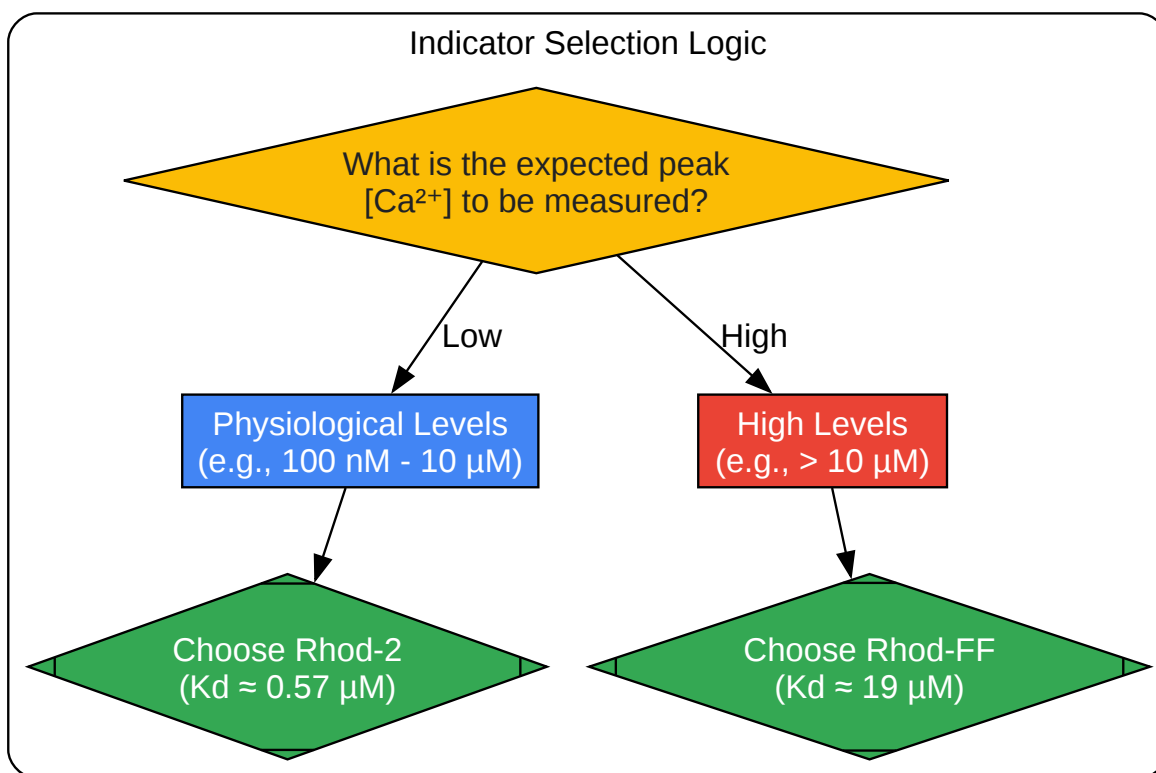 Indicator Selection Logic
What is the expected peak
[Ca²⁺] to be measured?
Low
High
Physiological Levels
(e.g., 100 nM - 10 µM)
High Levels
(e.g., > 10 µM)
Choose Rhod-2
(Kd ≈ 0.57 µM)
Choose Rhod-FF
(Kd ≈ 19 µM)